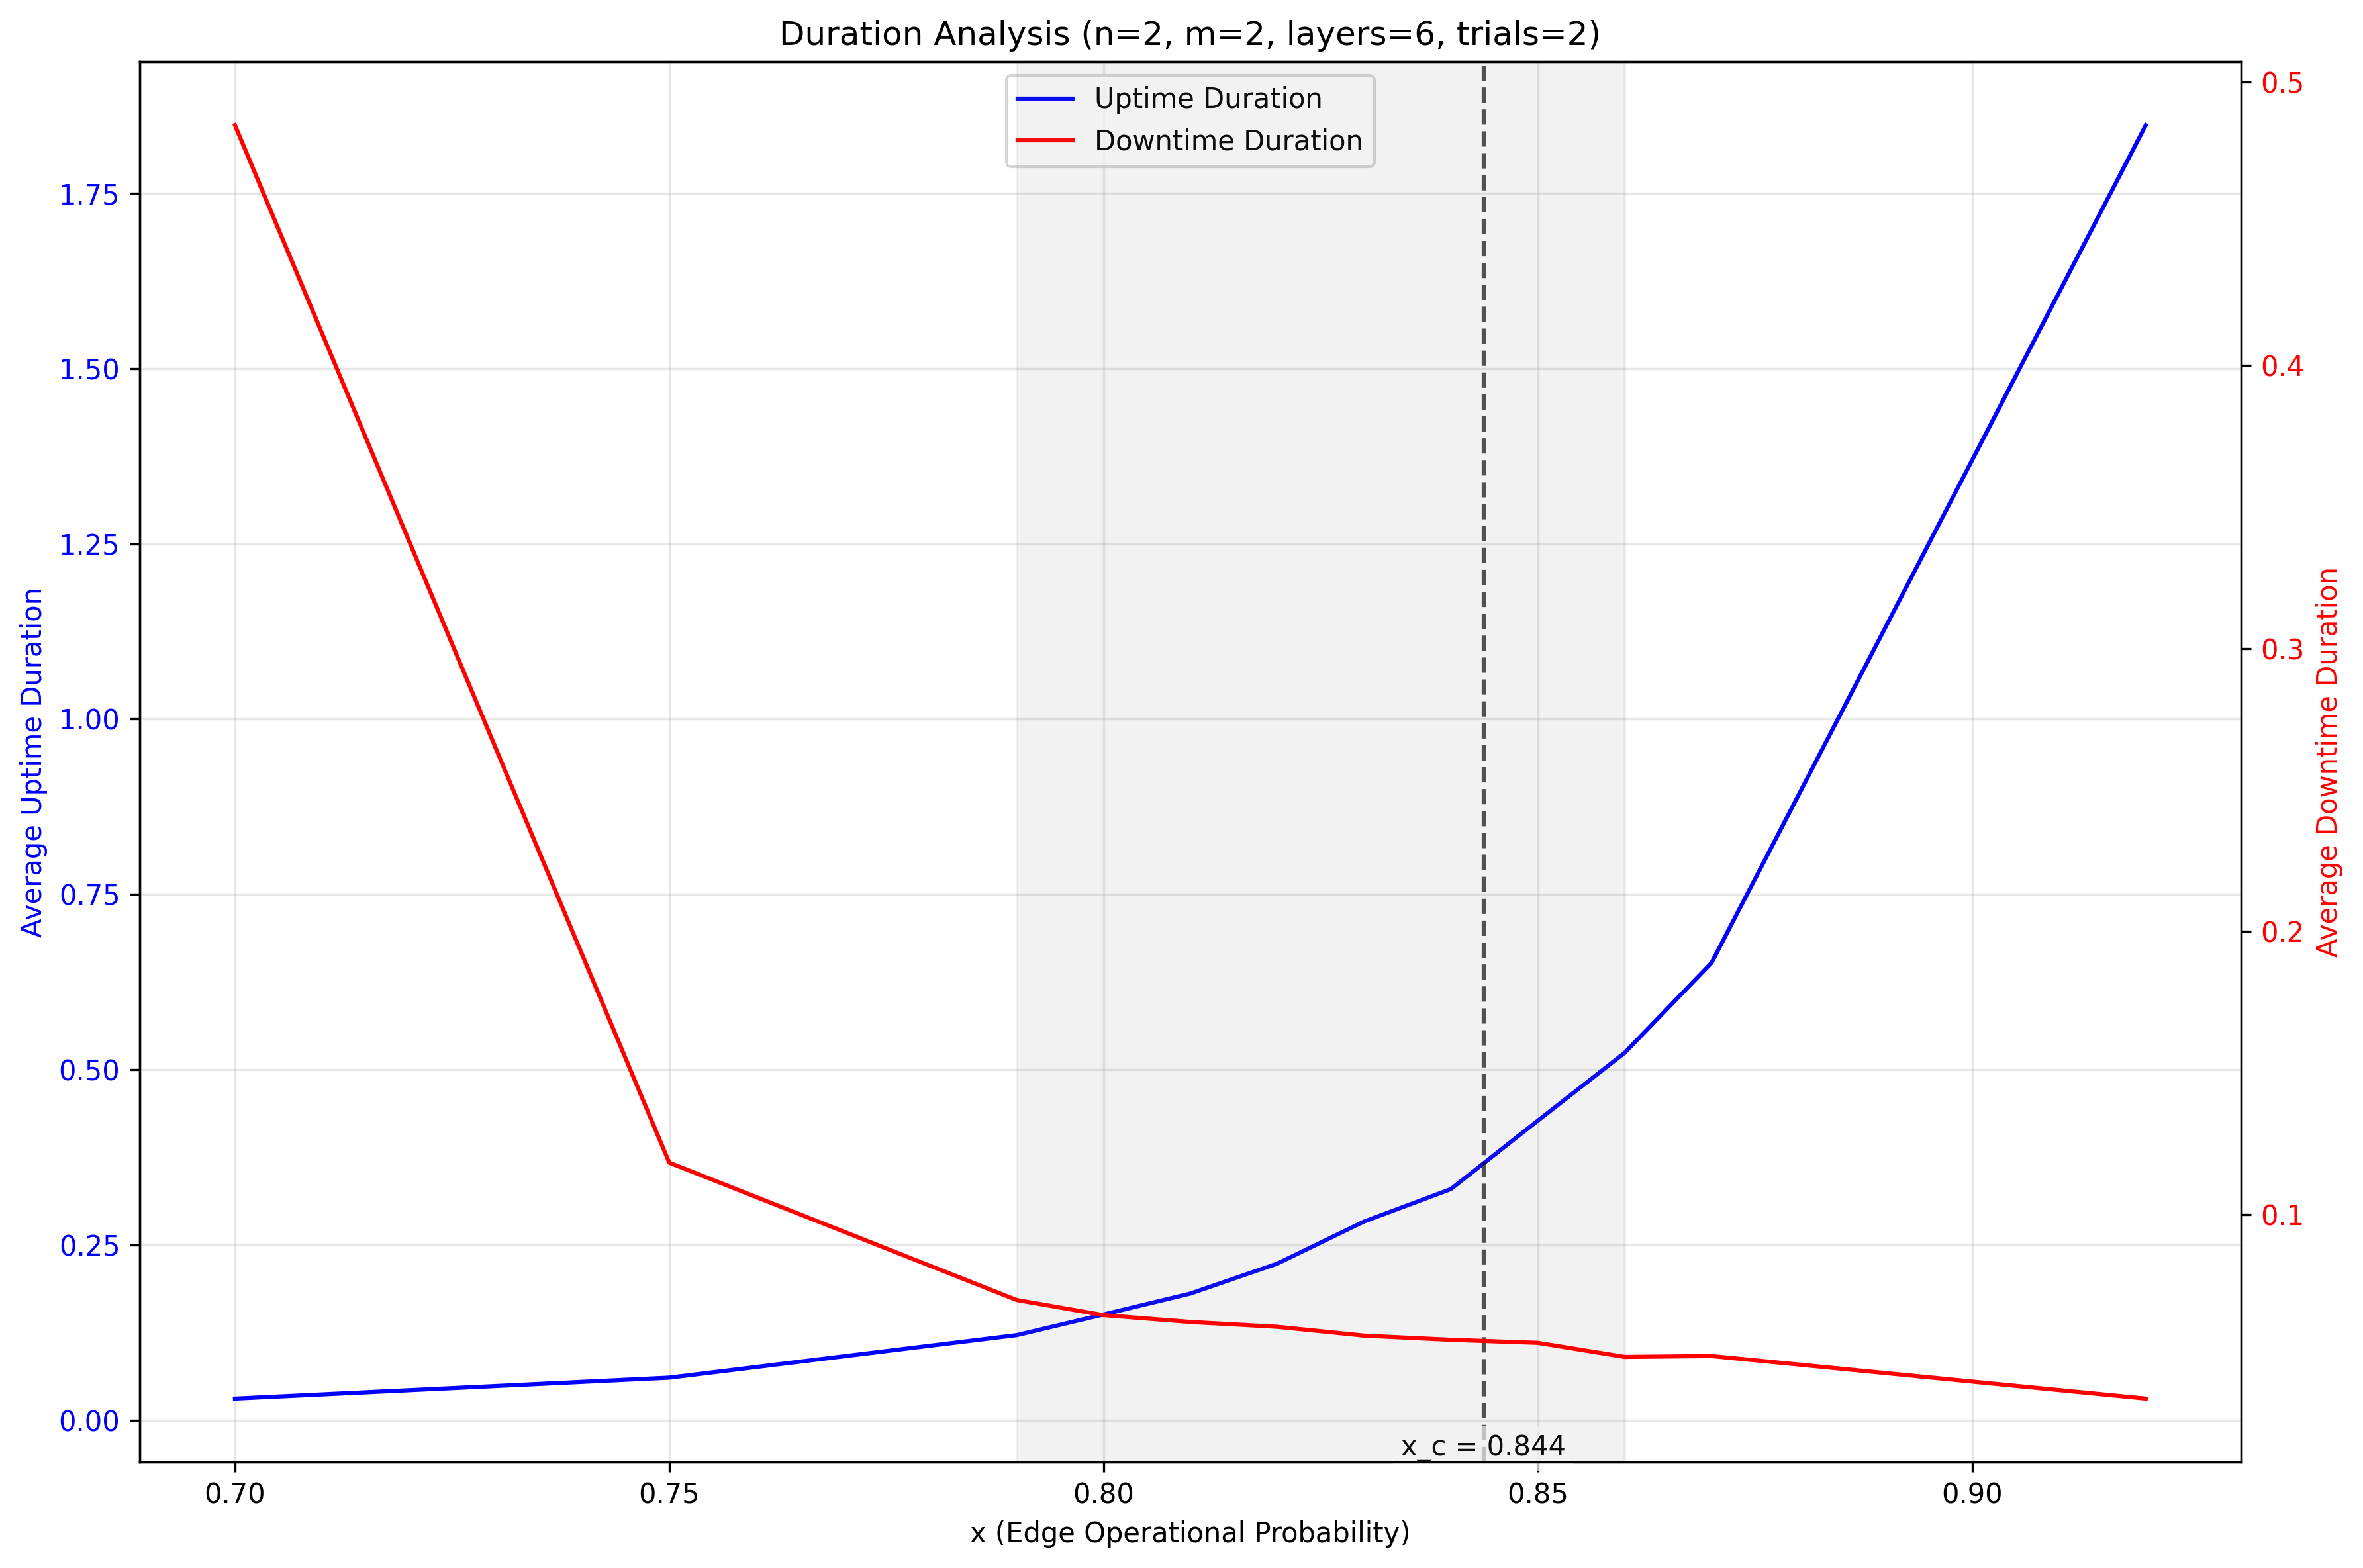 Duration Analysis (n=2, m=2, layers=6, trials=2)
Uptime Duration
Downtime Duration
Average Uptime Duration
1.75
1.50
1.25
1.00
0.75
0.50
0.25
0.00
0.5
0.4
0.3
0.2
0.1
Average Downtime Duration
x_c = 0.844
0.70 0.75 0.80 0.85 0.90
x (Edge Operational Probability)